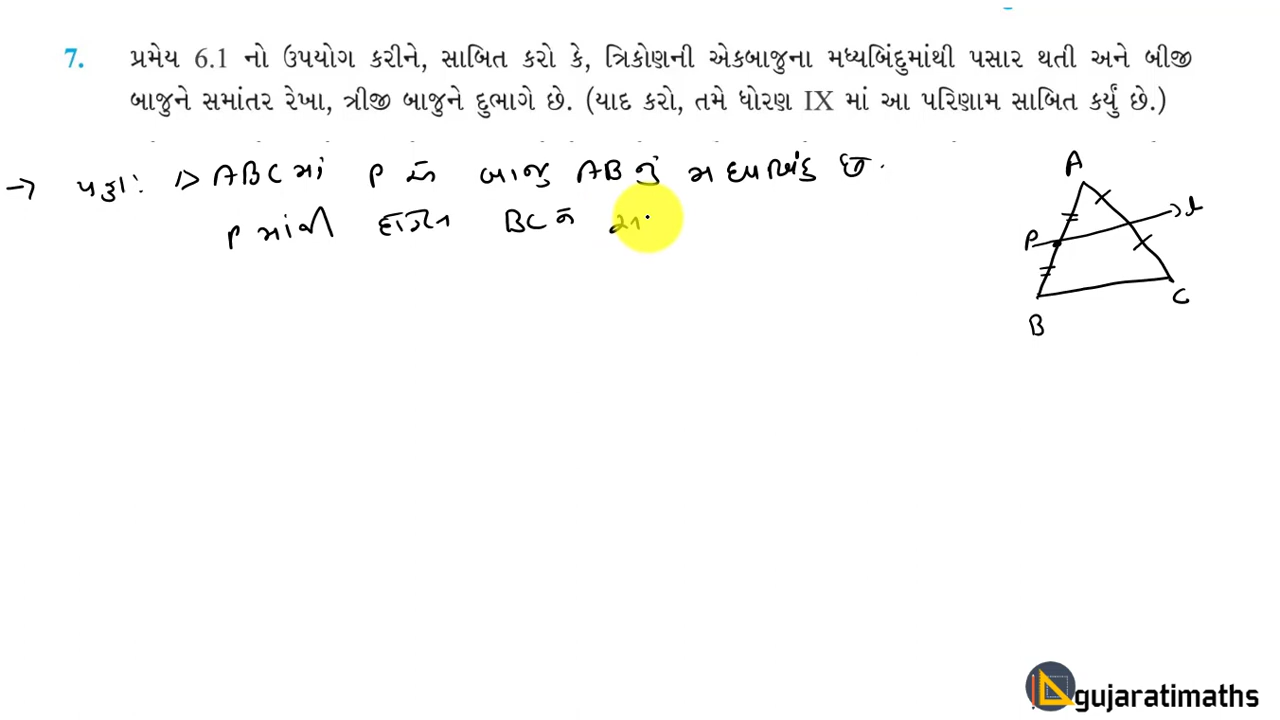 7. પ્રમેય 6.1 નો ઉપયોગ કરીને, સાબિત કરો કે, ત્રિકોણની એકબાજુના મધ્યબિંદુમાંથી પસાર થતી અને બીજી
બાજુને સમાંતર રેખા, ત્રીજી બાજુને દુભાગે છે. (યાદ કરો, તમે ધોરણ IX માં આ પરિણામ સાબિત કર્યું છે.)
→ પક્ષ: △ ABC માં P એ બાજુ AB નું મધ્યબિંદુ છે.
P માંથી BC ને સમ
A
P
l
B
C
gujaratimaths